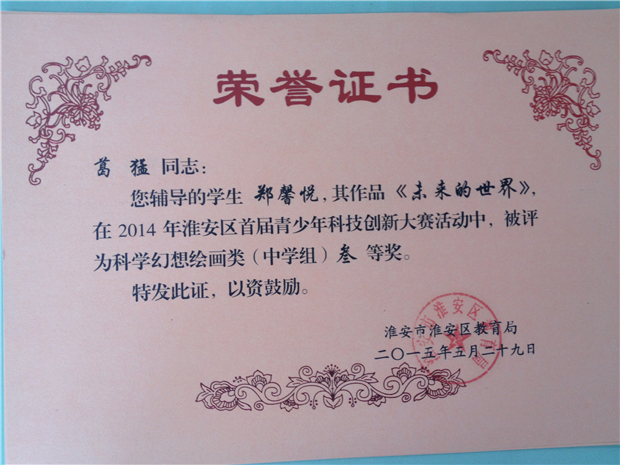 荣誉证书
葛猛 同志：
您辅导的学生 郑馨悦，其作品《未来的世界》，
在 2014 年淮安区首届青少年科技创新大赛活动中，被评
为科学幻想绘画类（中学组）叁 等奖。
特发此证，以资鼓励。
淮安市淮安区教育局
二〇一五年五月二十九日